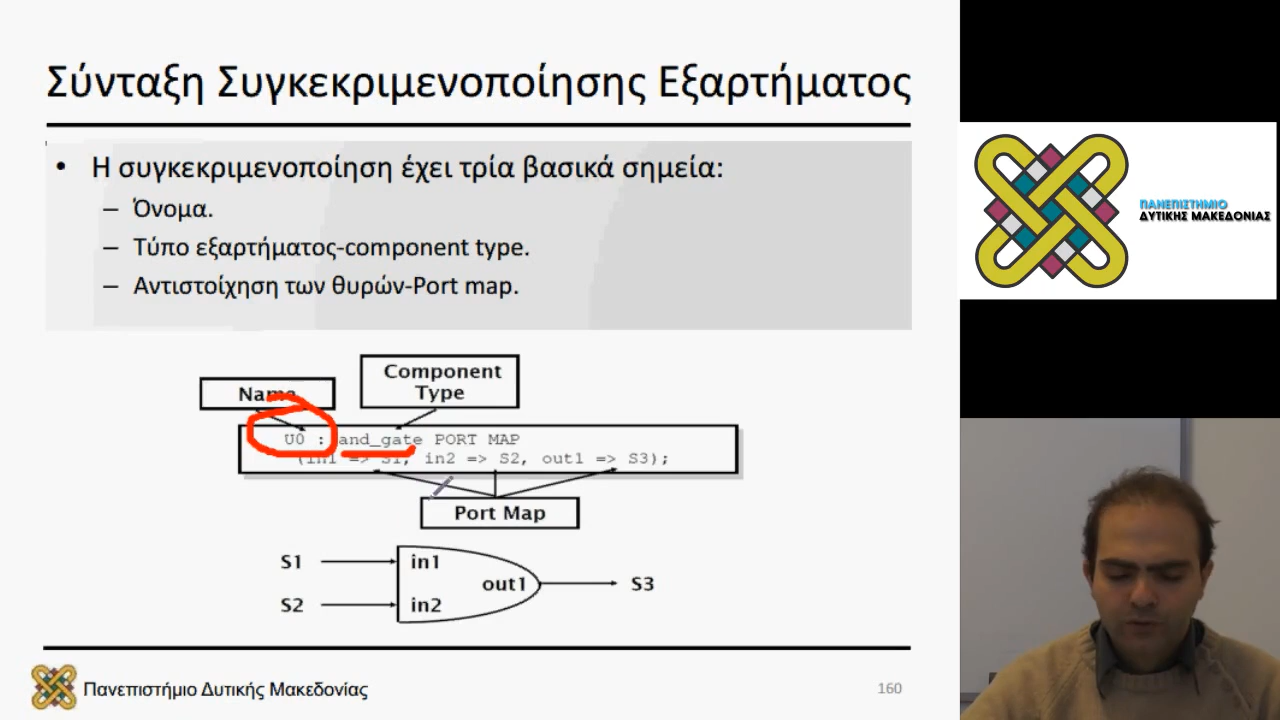 Σύνταξη Συγκεκριμενοποίησης Εξαρτήματος
• Η συγκεκριμενοποίηση έχει τρία βασικά σημεία:
– Όνομα.
– Τύπο εξαρτήματος-component type.
– Αντιστοίχηση των θυρών-Port map.
Name
Component
Type
U0 : and_gate PORT MAP
(in1 => S1, in2 => S2, out1 => S3);
Port Map
S1
in1
out1
S3
S2
in2
Πανεπιστήμιο Δυτικής Μακεδονίας
160
ΠΑΝΕΠΙΣΤΗΜΙΟ
ΔΥΤΙΚΗΣ ΜΑΚΕΔΟΝΙΑΣ